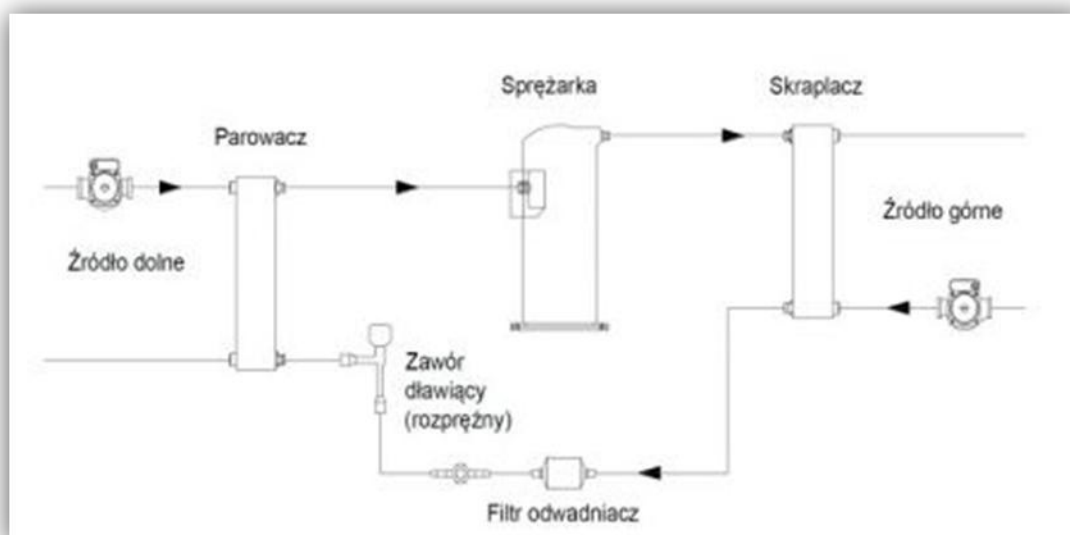 Sprężarka
Skraplacz
Parowacz
Źródło górne
Źródło dolne
Zawór
dławiący
(rozprężny)
Filtr odwadniacz